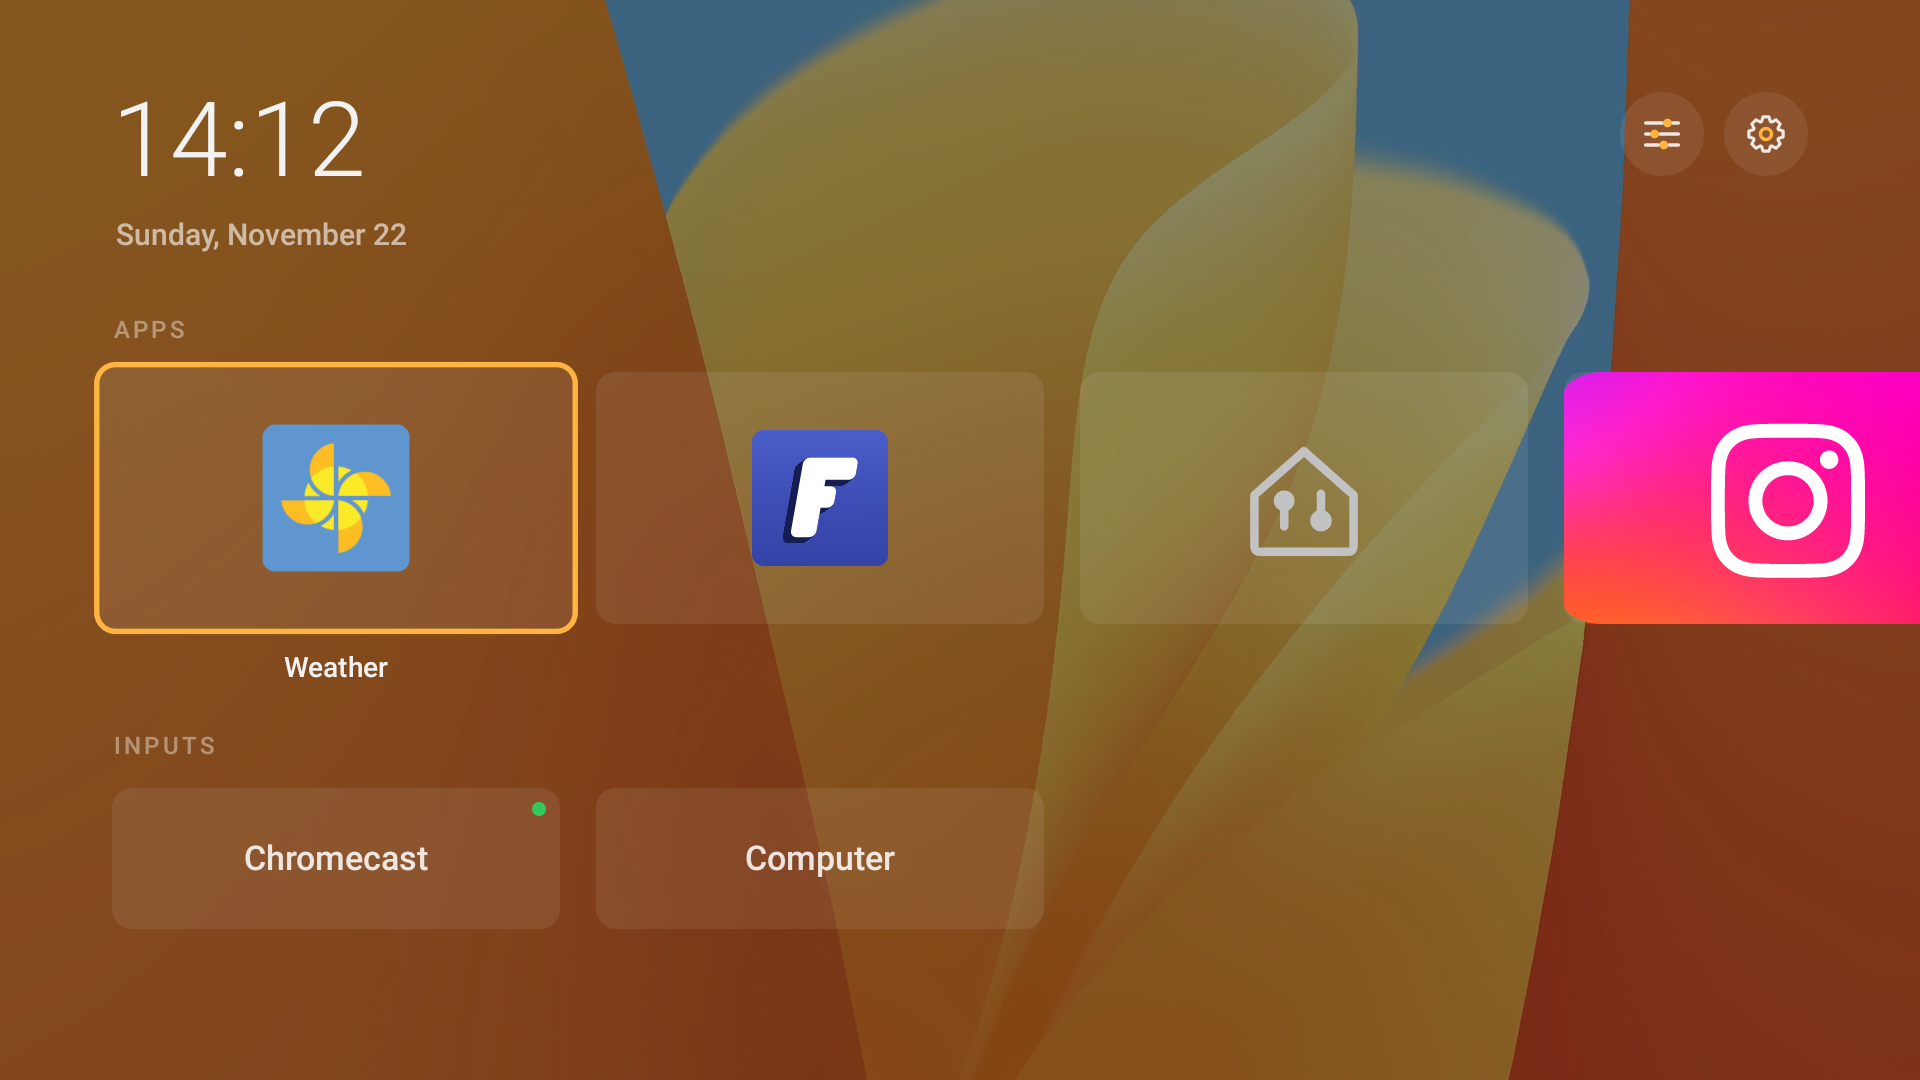 14:12
Sunday, November 22
APPS
F
Weather
INPUTS
Chromecast
Computer